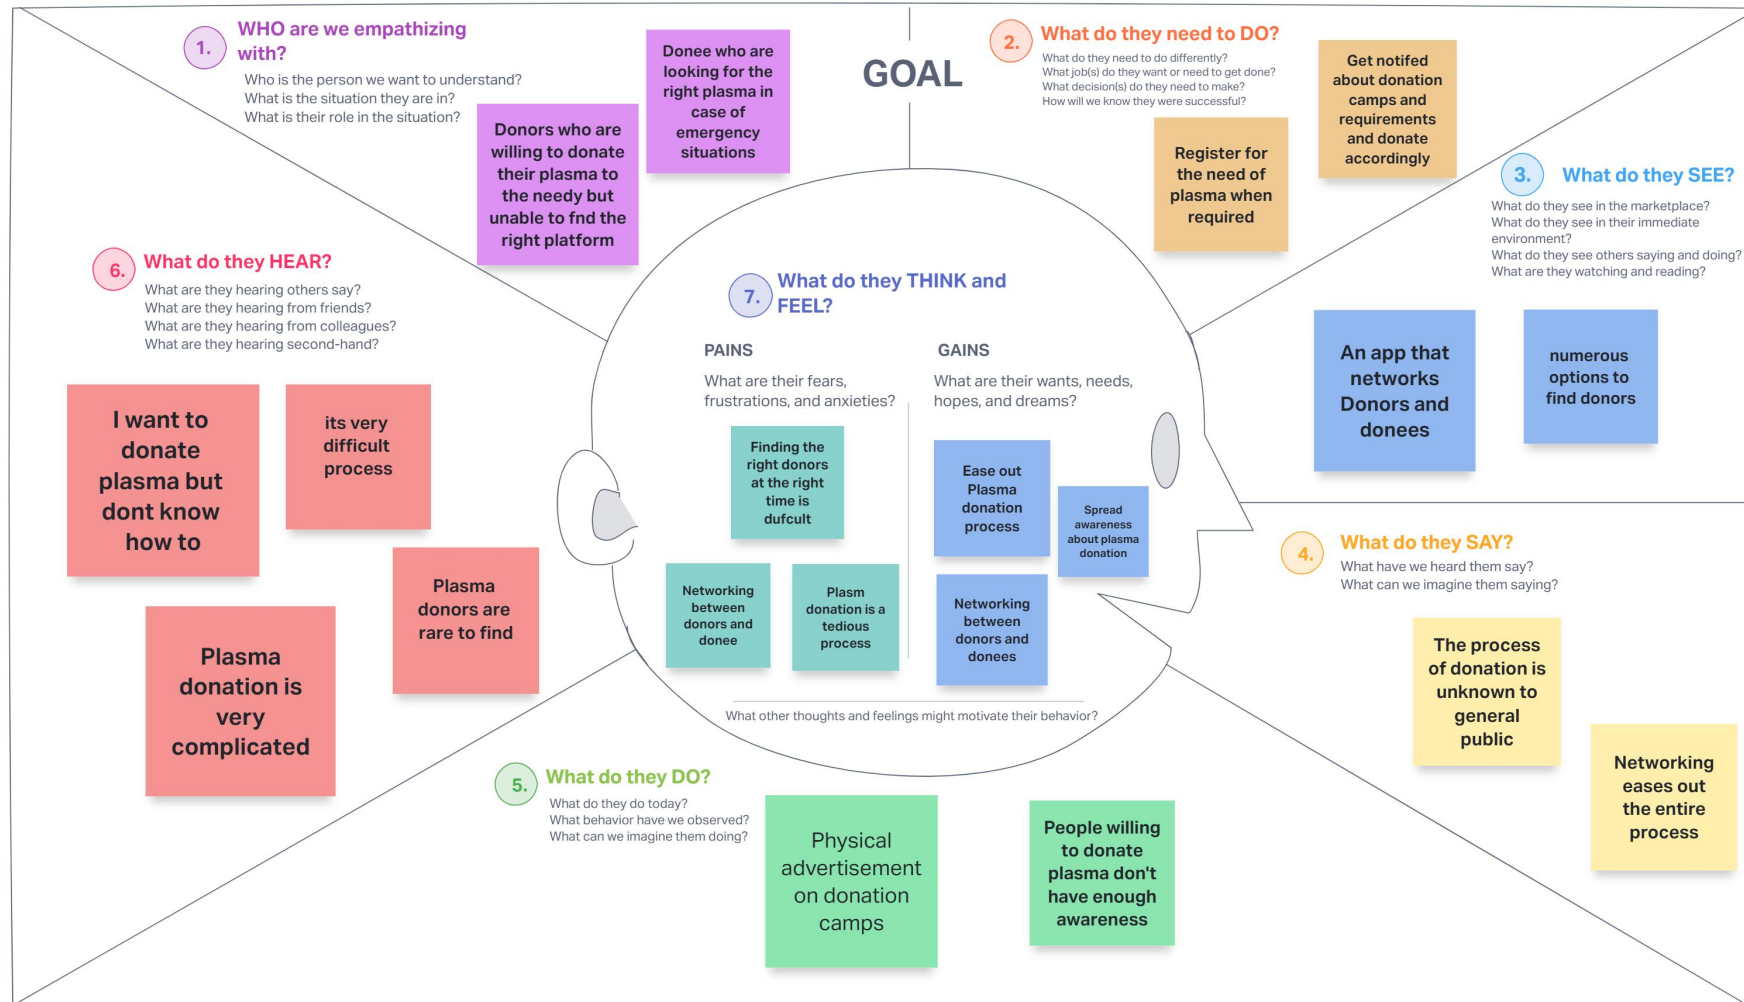 GOAL
1.
WHO are we empathizing
with?
Who is the person we want to understand?
What is the situation they are in?
What is their role in the situation?
Donors who are
willing to donate
their plasma to
the needy but
unable to fnd the
right platform
Donee who are
looking for the
right plasma in
case of
emergency
situations
2.
What do they need to DO?
What do they need to do differently?
What job(s) do they want or need to get done?
What decision(s) do they need to make?
How will we know they were successful?
Register for
the need of
plasma when
required
Get notifed
about donation
camps and
requirements
and donate
accordingly
3.
What do they SEE?
What do they see in the marketplace?
What do they see in their immediate
environment?
What do they see others saying and doing?
What are they watching and reading?
An app that
networks
Donors and
donees
numerous
options to
find donors
4.
What do they SAY?
What have we heard them say?
What can we imagine them saying?
The process
of donation is
unknown to
general
public
Networking
eases out
the entire
process
5.
What do they DO?
What do they do today?
What behavior have we observed?
What can we imagine them doing?
Physical
advertisement
on donation
camps
People willing
to donate
plasma don't
have enough
awareness
6.
What do they HEAR?
What are they hearing others say?
What are they hearing from friends?
What are they hearing from colleagues?
What are they hearing second-hand?
I want to
donate
plasma but
dont know
how to
its very
difficult
process
Plasma
donors are
rare to find
Plasma
donation is
very
complicated
7.
What do they THINK and
FEEL?
PAINS
What are their fears,
frustrations, and anxieties?
Finding the
right donors
at the right
time is
dufcult
Networking
between
donors and
donee
Plasm
donation is a
tedious
process
GAINS
What are their wants, needs,
hopes, and dreams?
Ease out
Plasma
donation
process
Spread
awareness
about plasma
donation
Networking
between
donors and
donees
What other thoughts and feelings might motivate their behavior?